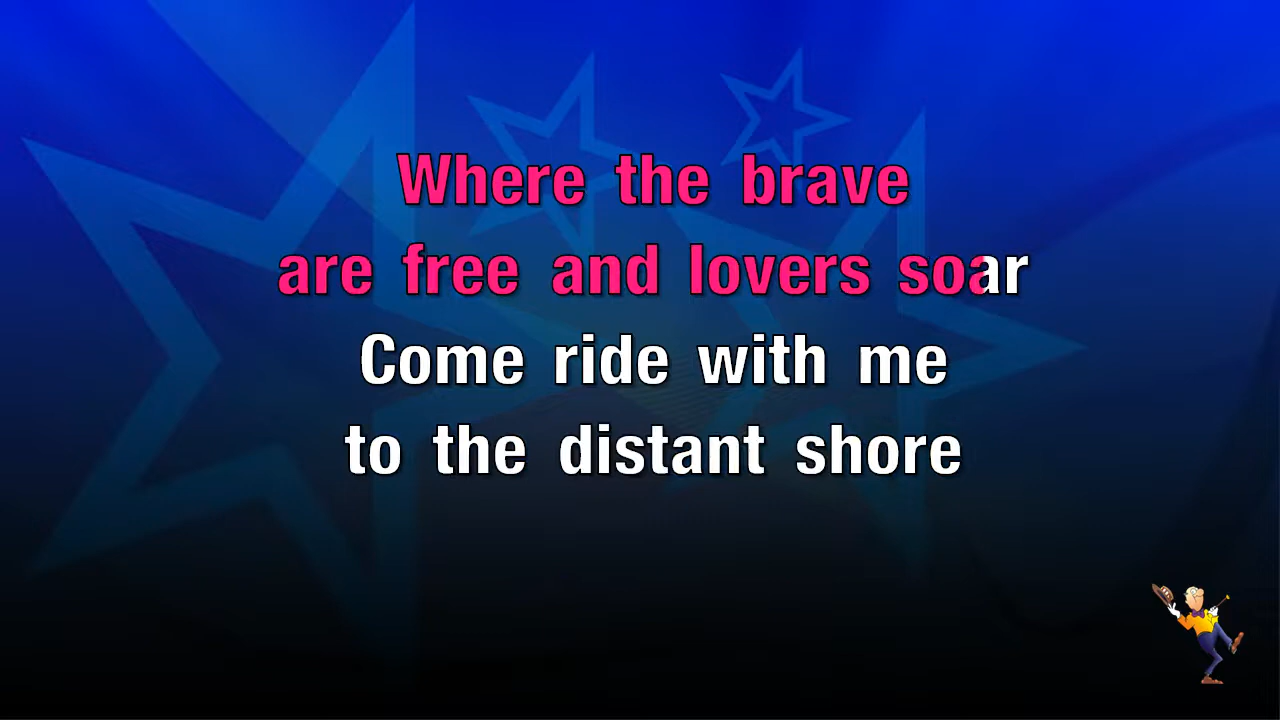 Where the brave
are free and lovers soar
Come ride with me
to the distant shore